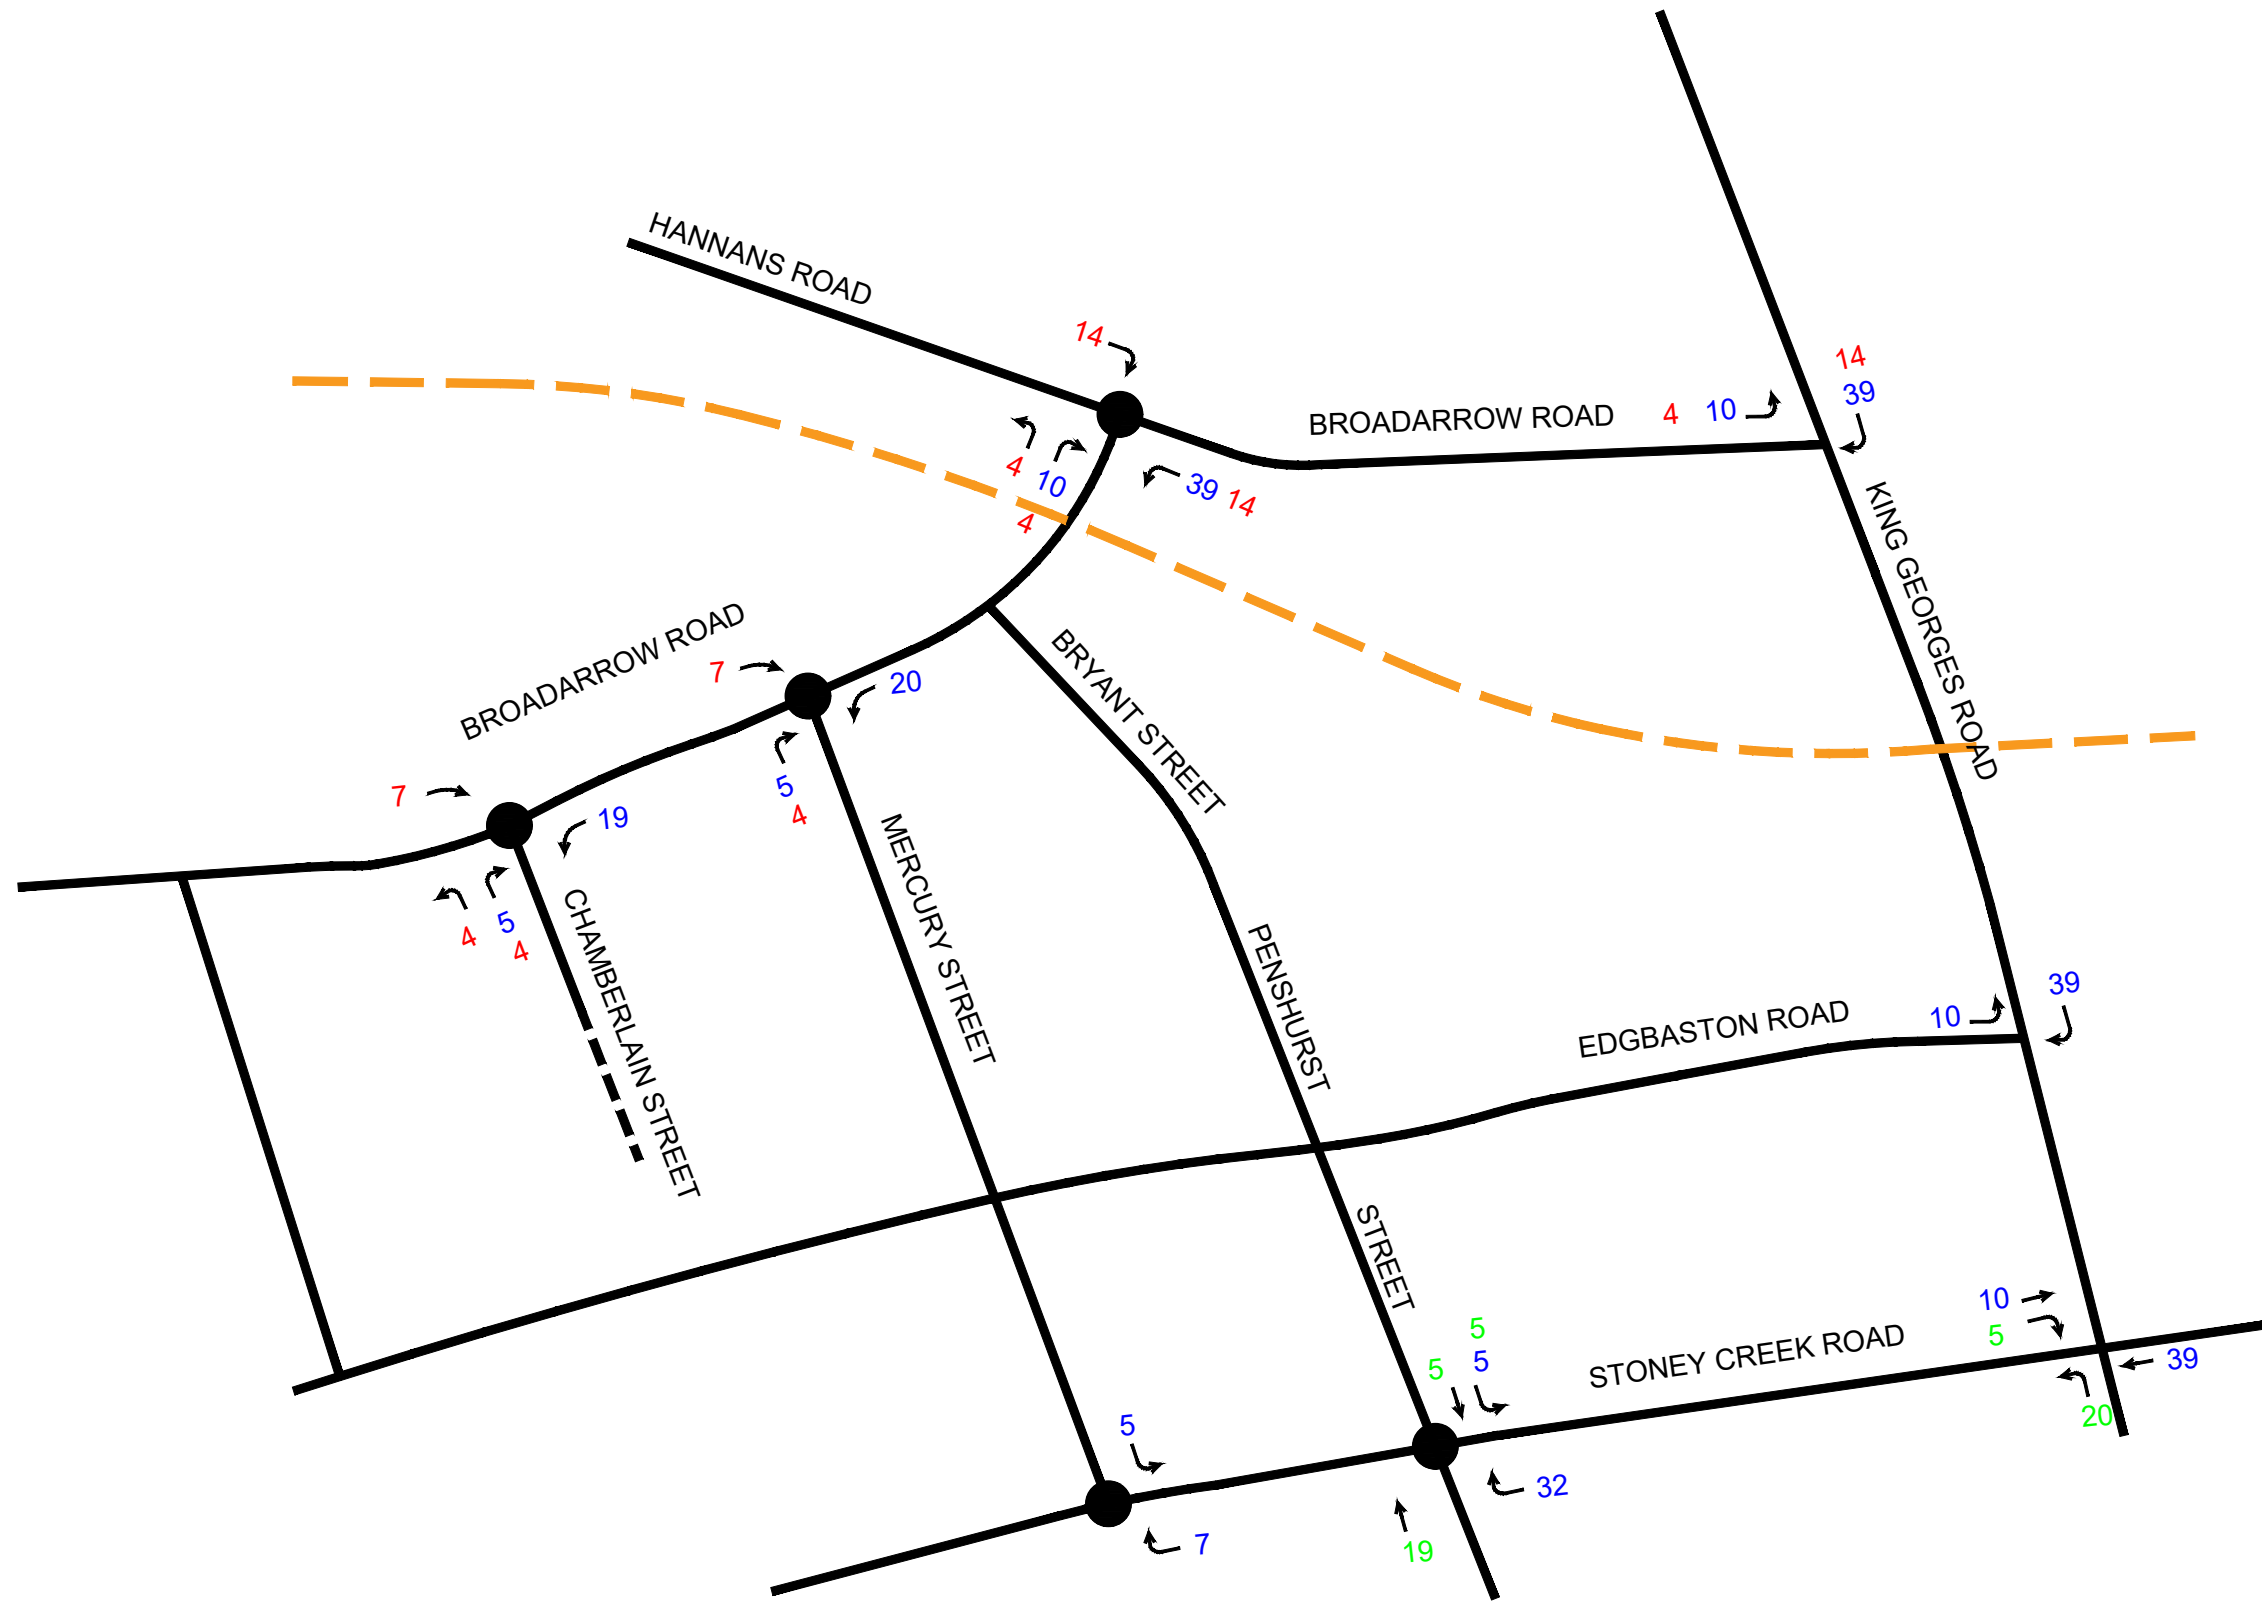 HANNANS ROAD
14
14
39
BROADARROW ROAD 4 10
4 10
39 14
4
KING GEORGES ROAD
BROADARROW ROAD
7
20
BRYANT STREET
7
19
5
4
MERCURY STREET
4 5
4
CHAMBERLAIN STREET
PENSHURST
STREET
39
EDGBASTON ROAD 10
10
5
STONEY CREEK ROAD
39
20
5
5 5
5
32
7
19